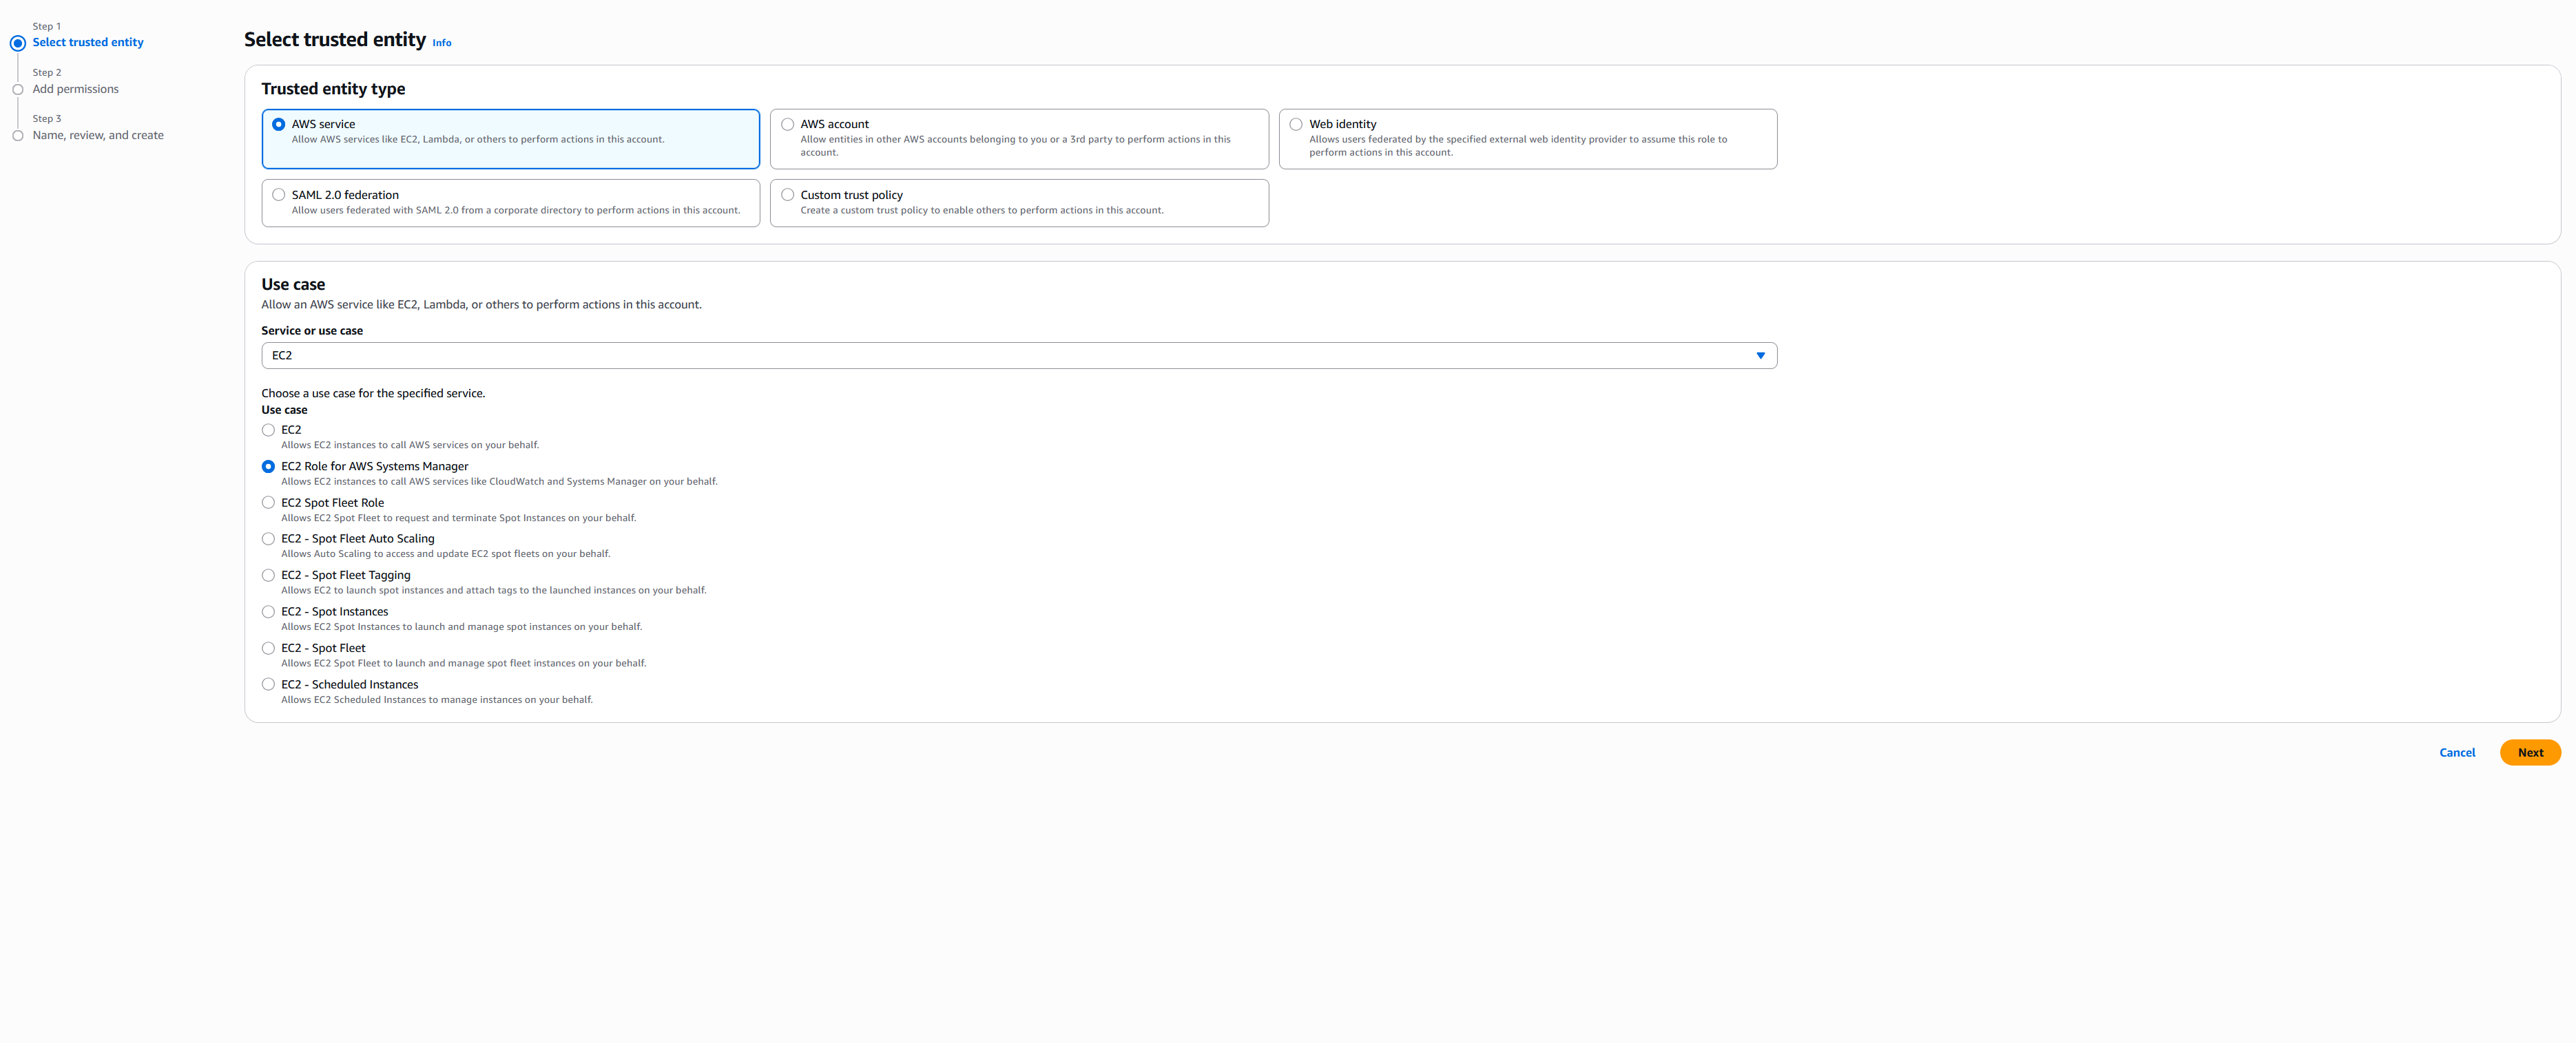 Step 1
Select trusted entity
Step 2
Add permissions
Step 3
Name, review, and create
Select trusted entity Info
Trusted entity type
AWS service
Allow AWS services like EC2, Lambda, or others to perform actions in this account.
AWS account
Allow entities in other AWS accounts belonging to you or a 3rd party to perform actions in this
account.
Web identity
Allows users federated by the specified external web identity provider to assume this role to
perform actions in this account.
SAML 2.0 federation
Allow users federated with SAML 2.0 from a corporate directory to perform actions in this account.
Custom trust policy
Create a custom trust policy to enable others to perform actions in this account.
Use case
Allow an AWS service like EC2, Lambda, or others to perform actions in this account.
Service or use case
EC2
Choose a use case for the specified service.
Use case
EC2
Allows EC2 instances to call AWS services on your behalf.
EC2 Role for AWS Systems Manager
Allows EC2 instances to call AWS services like CloudWatch and Systems Manager on your behalf.
EC2 Spot Fleet Role
Allows EC2 Spot Fleet to request and terminate Spot Instances on your behalf.
EC2 - Spot Fleet Auto Scaling
Allows Auto Scaling to access and update EC2 spot fleets on your behalf.
EC2 - Spot Fleet Tagging
Allows EC2 to launch spot instances and attach tags to the launched instances on your behalf.
EC2 - Spot Instances
Allows EC2 Spot Instances to launch and manage spot instances on your behalf.
EC2 - Spot Fleet
Allows EC2 Spot Fleet to launch and manage spot fleet instances on your behalf.
EC2 - Scheduled Instances
Allows EC2 Scheduled Instances to manage instances on your behalf.
Cancel
Next